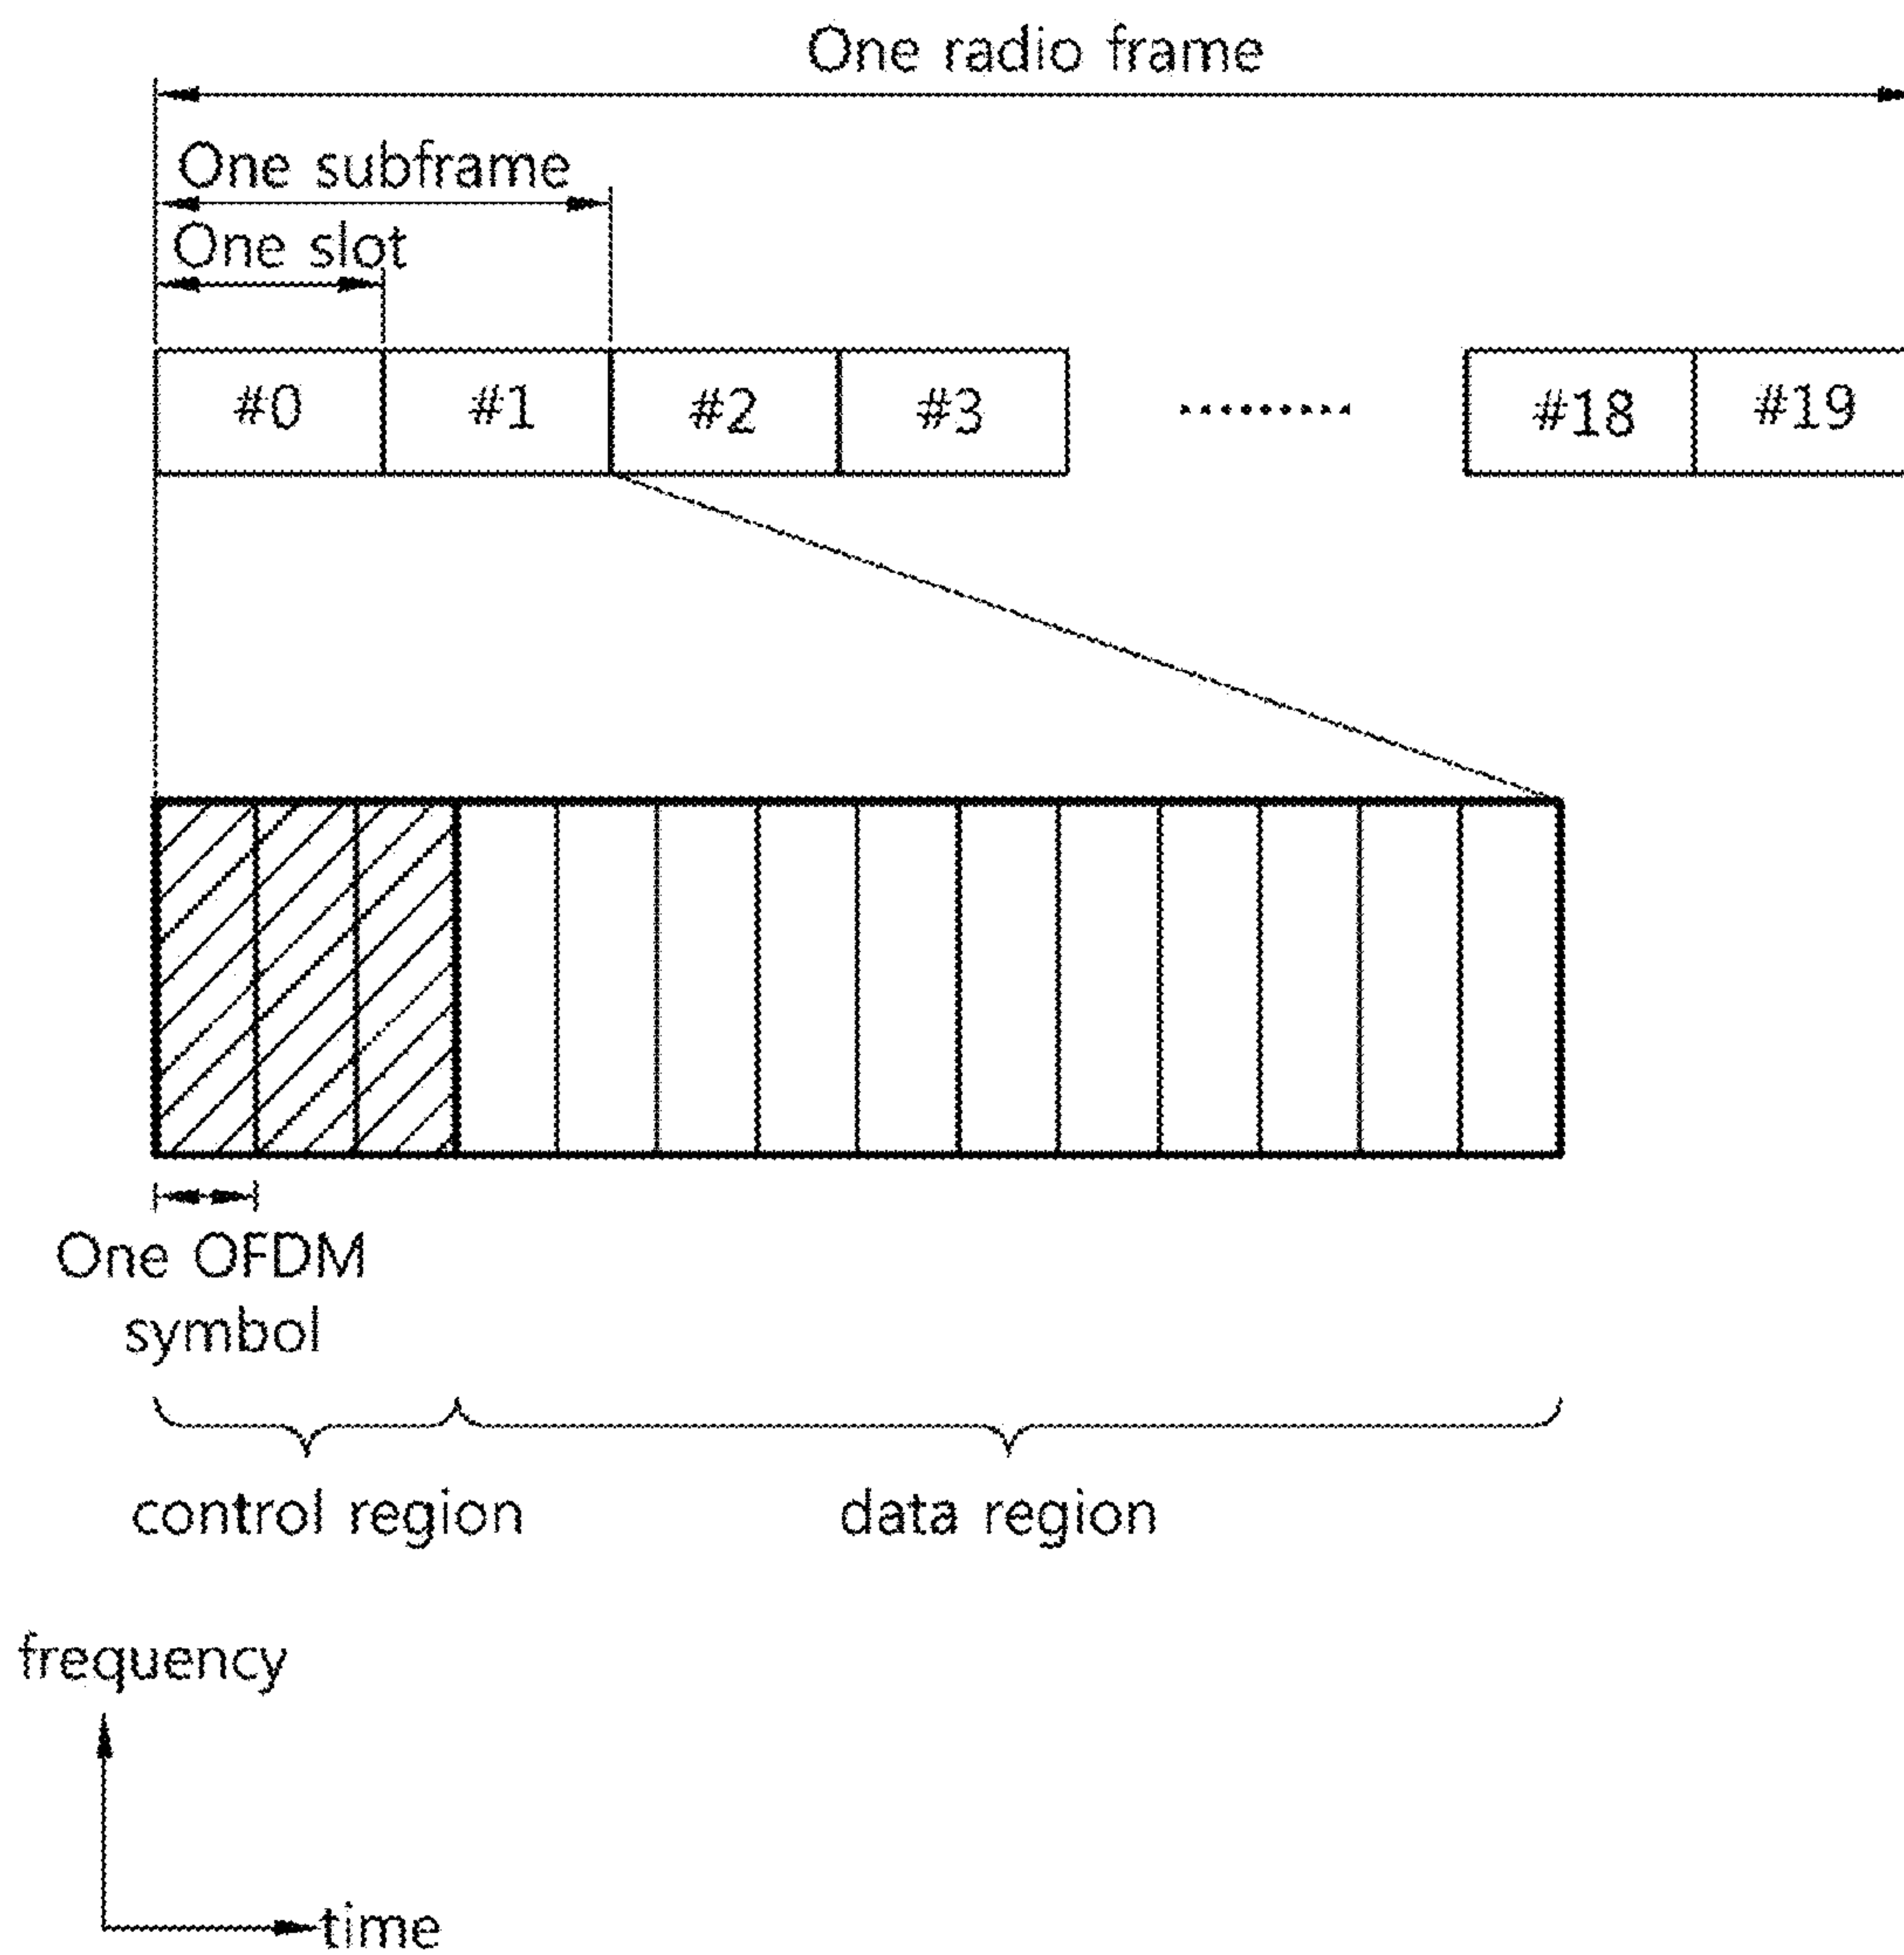 One radio frame
One subframe
One slot
#0 #1 #2 #3 ········· #18 #19
One OFDM
symbol
control region data region
frequency
time